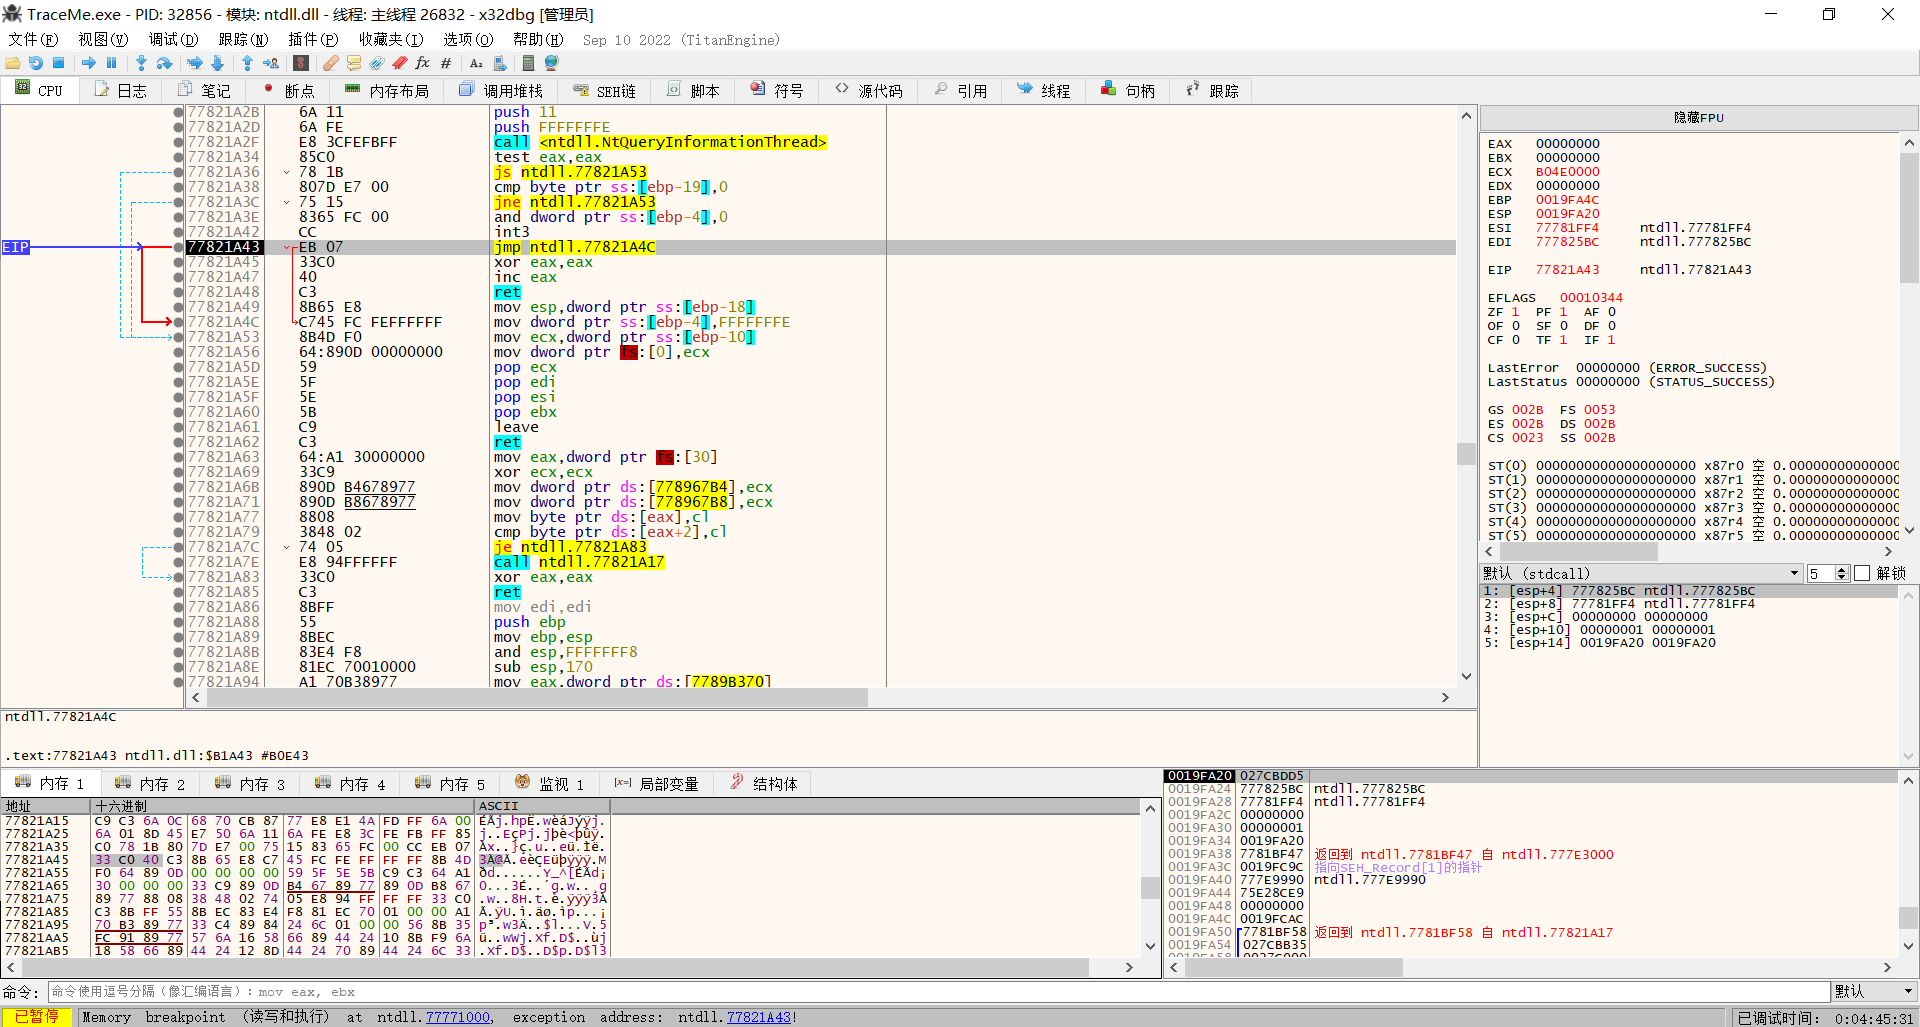 TraceMe.exe - PID: 32856 - 模块: ntdll.dll - 线程: 主线程 26832 - x32dbg [管理员]
文件(F) 视图(V) 调试(D) 跟踪(N) 插件(P) 收藏夹(I) 选项(O) 帮助(H) Sep 10 2022 (TitanEngine)
CPU 日志 笔记 断点 内存布局 调用堆栈 SEH链 脚本 符号 源代码 引用 线程 句柄 跟踪
77821A2B 6A 11 push 11
77821A2D 6A FE push FFFFFFFE
77821A2F E8 3CFEFBFF call <ntdll.NtQueryInformationThread>
77821A34 85C0 test eax,eax
77821A36 78 1B js ntdll.77821A53
77821A38 807D E7 00 cmp byte ptr ss:[ebp-19],0
77821A3C 75 15 jne ntdll.77821A53
77821A3E 8365 FC 00 and dword ptr ss:[ebp-4],0
77821A42 CC int3
EIP 77821A43 EB 07 jmp ntdll.77821A4C
77821A45 33C0 xor eax,eax
77821A47 40 inc eax
77821A48 C3 ret
77821A49 8B65 E8 mov esp,dword ptr ss:[ebp-18]
77821A4C C745 FC FEFFFFFF mov dword ptr ss:[ebp-4],FFFFFFFE
77821A53 8B4D F0 mov ecx,dword ptr ss:[ebp-10]
77821A56 64:890D 00000000 mov dword ptr fs:[0],ecx
77821A5D 59 pop ecx
77821A5E 5F pop edi
77821A5F 5E pop esi
77821A60 5B pop ebx
77821A61 C9 leave
77821A62 C3 ret
77821A63 64:A1 30000000 mov eax,dword ptr fs:[30]
77821A69 33C9 xor ecx,ecx
77821A6B 890D B4678977 mov dword ptr ds:[778967B4],ecx
77821A71 890D B8678977 mov dword ptr ds:[778967B8],ecx
77821A77 8808 mov byte ptr ds:[eax],cl
77821A79 3848 02 cmp byte ptr ds:[eax+2],cl
77821A7C 74 05 je ntdll.77821A83
77821A7E E8 94FFFFFF call ntdll.77821A17
77821A83 33C0 xor eax,eax
77821A85 C3 ret
77821A86 8BFF mov edi,edi
77821A88 55 push ebp
77821A89 8BEC mov ebp,esp
77821A8B 83E4 F8 and esp,FFFFFFF8
77821A8E 81EC 70010000 sub esp,170
77821A94 A1 70B38977 mov eax,dword ptr ds:[7789B370]
隐藏FPU
EAX 00000000
EBX 00000000
ECX B04E0000
EDX 00000000
EBP 0019FA4C
ESP 0019FA20
ESI 77781FF4 ntdll.77781FF4
EDI 777825BC ntdll.777825BC
EIP 77821A43 ntdll.77821A43
EFLAGS 00010344
ZF 1 PF 1 AF 0
OF 0 SF 0 DF 0
CF 0 TF 1 IF 1
LastError 00000000 (ERROR_SUCCESS)
LastStatus 00000000 (STATUS_SUCCESS)
GS 002B FS 0053
ES 002B DS 002B
CS 0023 SS 002B
ST(0) 00000000000000000000 x87r0 空 0.00000000000000
ST(1) 00000000000000000000 x87r1 空 0.00000000000000
ST(2) 00000000000000000000 x87r2 空 0.00000000000000
ST(3) 00000000000000000000 x87r3 空 0.00000000000000
ST(4) 00000000000000000000 x87r4 空 0.00000000000000
ST(5) 00000000000000000000 x87r5 空 0.00000000000000
默认 (stdcall) 5 解锁
1: [esp+4] 777825BC ntdll.777825BC
2: [esp+8] 77781FF4 ntdll.77781FF4
3: [esp+C] 00000000 00000000
4: [esp+10] 00000001 00000001
5: [esp+14] 0019FA20 0019FA20
ntdll.77821A4C
.text:77821A43 ntdll.dll:$B1A43 #B0E43
内存 1 内存 2 内存 3 内存 4 内存 5 监视 1 [x=] 局部变量 结构体
地址 十六进制 ASCII
77821A15 C9 C3 6A 0C 68 70 CB 87 77 E8 E1 4A FD FF 6A 00
77821A25 6A 01 8D 45 E7 50 6A 11 6A FE E8 3C FE FB FF 85
77821A35 C0 78 1B 80 7D E7 00 75 15 83 65 FC 00 CC EB 07
77821A45 33 C0 40 C3 8B 65 E8 C7 45 FC FE FF FF FF 8B 4D
77821A55 F0 64 89 0D 00 00 00 00 59 5F 5E 5B C9 C3 64 A1
77821A65 30 00 00 00 33 C9 89 0D B4 67 89 77 89 0D B8 67
77821A75 89 77 88 08 38 48 02 74 05 E8 94 FF FF FF 33 C0
77821A85 C3 8B FF 55 8B EC 83 E4 F8 81 EC 70 01 00 00 A1
77821A95 70 B3 89 77 33 C4 89 84 24 6C 01 00 00 56 8B 35
77821AA5 FC 91 89 77 57 6A 16 58 66 89 44 24 10 8B F9 6A
77821AB5 18 58 66 89 44 24 12 8D 44 24 70 89 44 24 6C 33
0019FA20 027CBDD5
0019FA24 777825BC ntdll.777825BC
0019FA28 77781FF4 ntdll.77781FF4
0019FA2C 00000000
0019FA30 00000001
0019FA34 0019FA20
0019FA38 7781BF47 返回到 ntdll.7781BF47 自 ntdll.777E3000
0019FA3C 0019FC9C 指向SEH_Record[1]的指针
0019FA40 777E9990 ntdll.777E9990
0019FA44 75E28CE9
0019FA48 00000000
0019FA4C 0019FCAC
0019FA50 7781BF58 返回到 ntdll.7781BF58 自 ntdll.77821A17
0019FA54 027CBB35
0019FA58 0027C000
命令: 命令使用逗号分隔（像汇编语言）: mov eax, ebx 默认
已暂停 Memory breakpoint (读写和执行) at ntdll.77771000, exception address: ntdll.77821A43! 已调试时间: 0:04:45:31